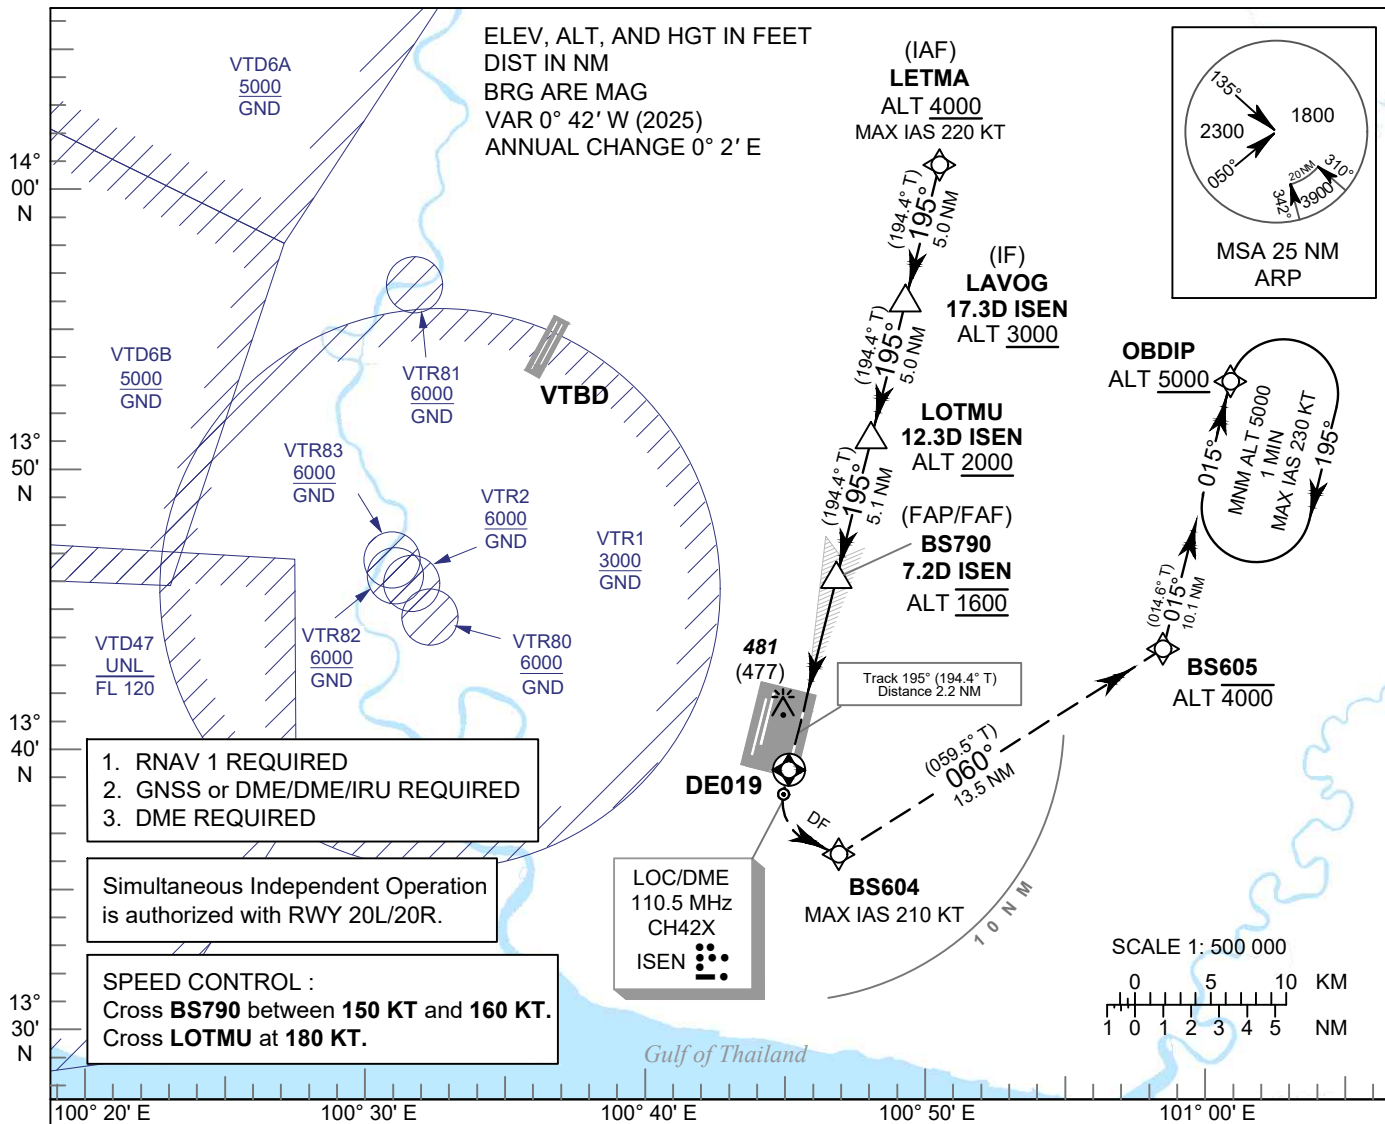 ELEV, ALT, AND HGT IN FEET
DIST IN NM
BRG ARE MAG
VAR 0° 42' W (2025)
ANNUAL CHANGE 0° 2' E
VTD6A
5000
GND
(IAF)
LETMA
ALT 4000
MAX IAS 220 KT
135°
2300
1800
050°
20 NM
310°
342°
3900
MSA 25 NM
ARP
14°
00'
N
195°
(194.4° T)
5.0 NM
(IF)
LAVOG
17.3D ISEN
ALT 3000
VTD6B
5000
GND
VTR81
6000
GND
VTBD
195°
(194.4° T)
5.0 NM
OBDIP
ALT 5000
MNM ALT 5000
1 MIN
MAX IAS 230 KT
015°
195°
13°
50'
N
LOTMU
12.3D ISEN
ALT 2000
VTR83
6000
GND
VTR2
6000
GND
VTR1
3000
GND
195°
(194.4° T)
5.1 NM
(FAP/FAF)
BS790
7.2D ISEN
ALT 1600
VTD47
UNL
FL 120
VTR82
6000
GND
VTR80
6000
GND
481
(477)
Track 195° (194.4° T)
Distance 2.2 NM
(014.6° T)
015°
10.1 NM
BS605
ALT 4000
13°
40'
N
1. RNAV 1 REQUIRED
2. GNSS or DME/DME/IRU REQUIRED
3. DME REQUIRED
DE019
DF
(059.5° T)
060°
13.5 NM
Simultaneous Independent Operation
is authorized with RWY 20L/20R.
LOC/DME
110.5 MHz
CH42X
ISEN
BS604
MAX IAS 210 KT
10 NM
SPEED CONTROL :
Cross BS790 between 150 KT and 160 KT.
Cross LOTMU at 180 KT.
13°
30'
N
SCALE 1: 500 000
0 5 10 KM
1 0 1 2 3 4 5 NM
Gulf of Thailand
100° 20' E
100° 30' E
100° 40' E
100° 50' E
101° 00' E